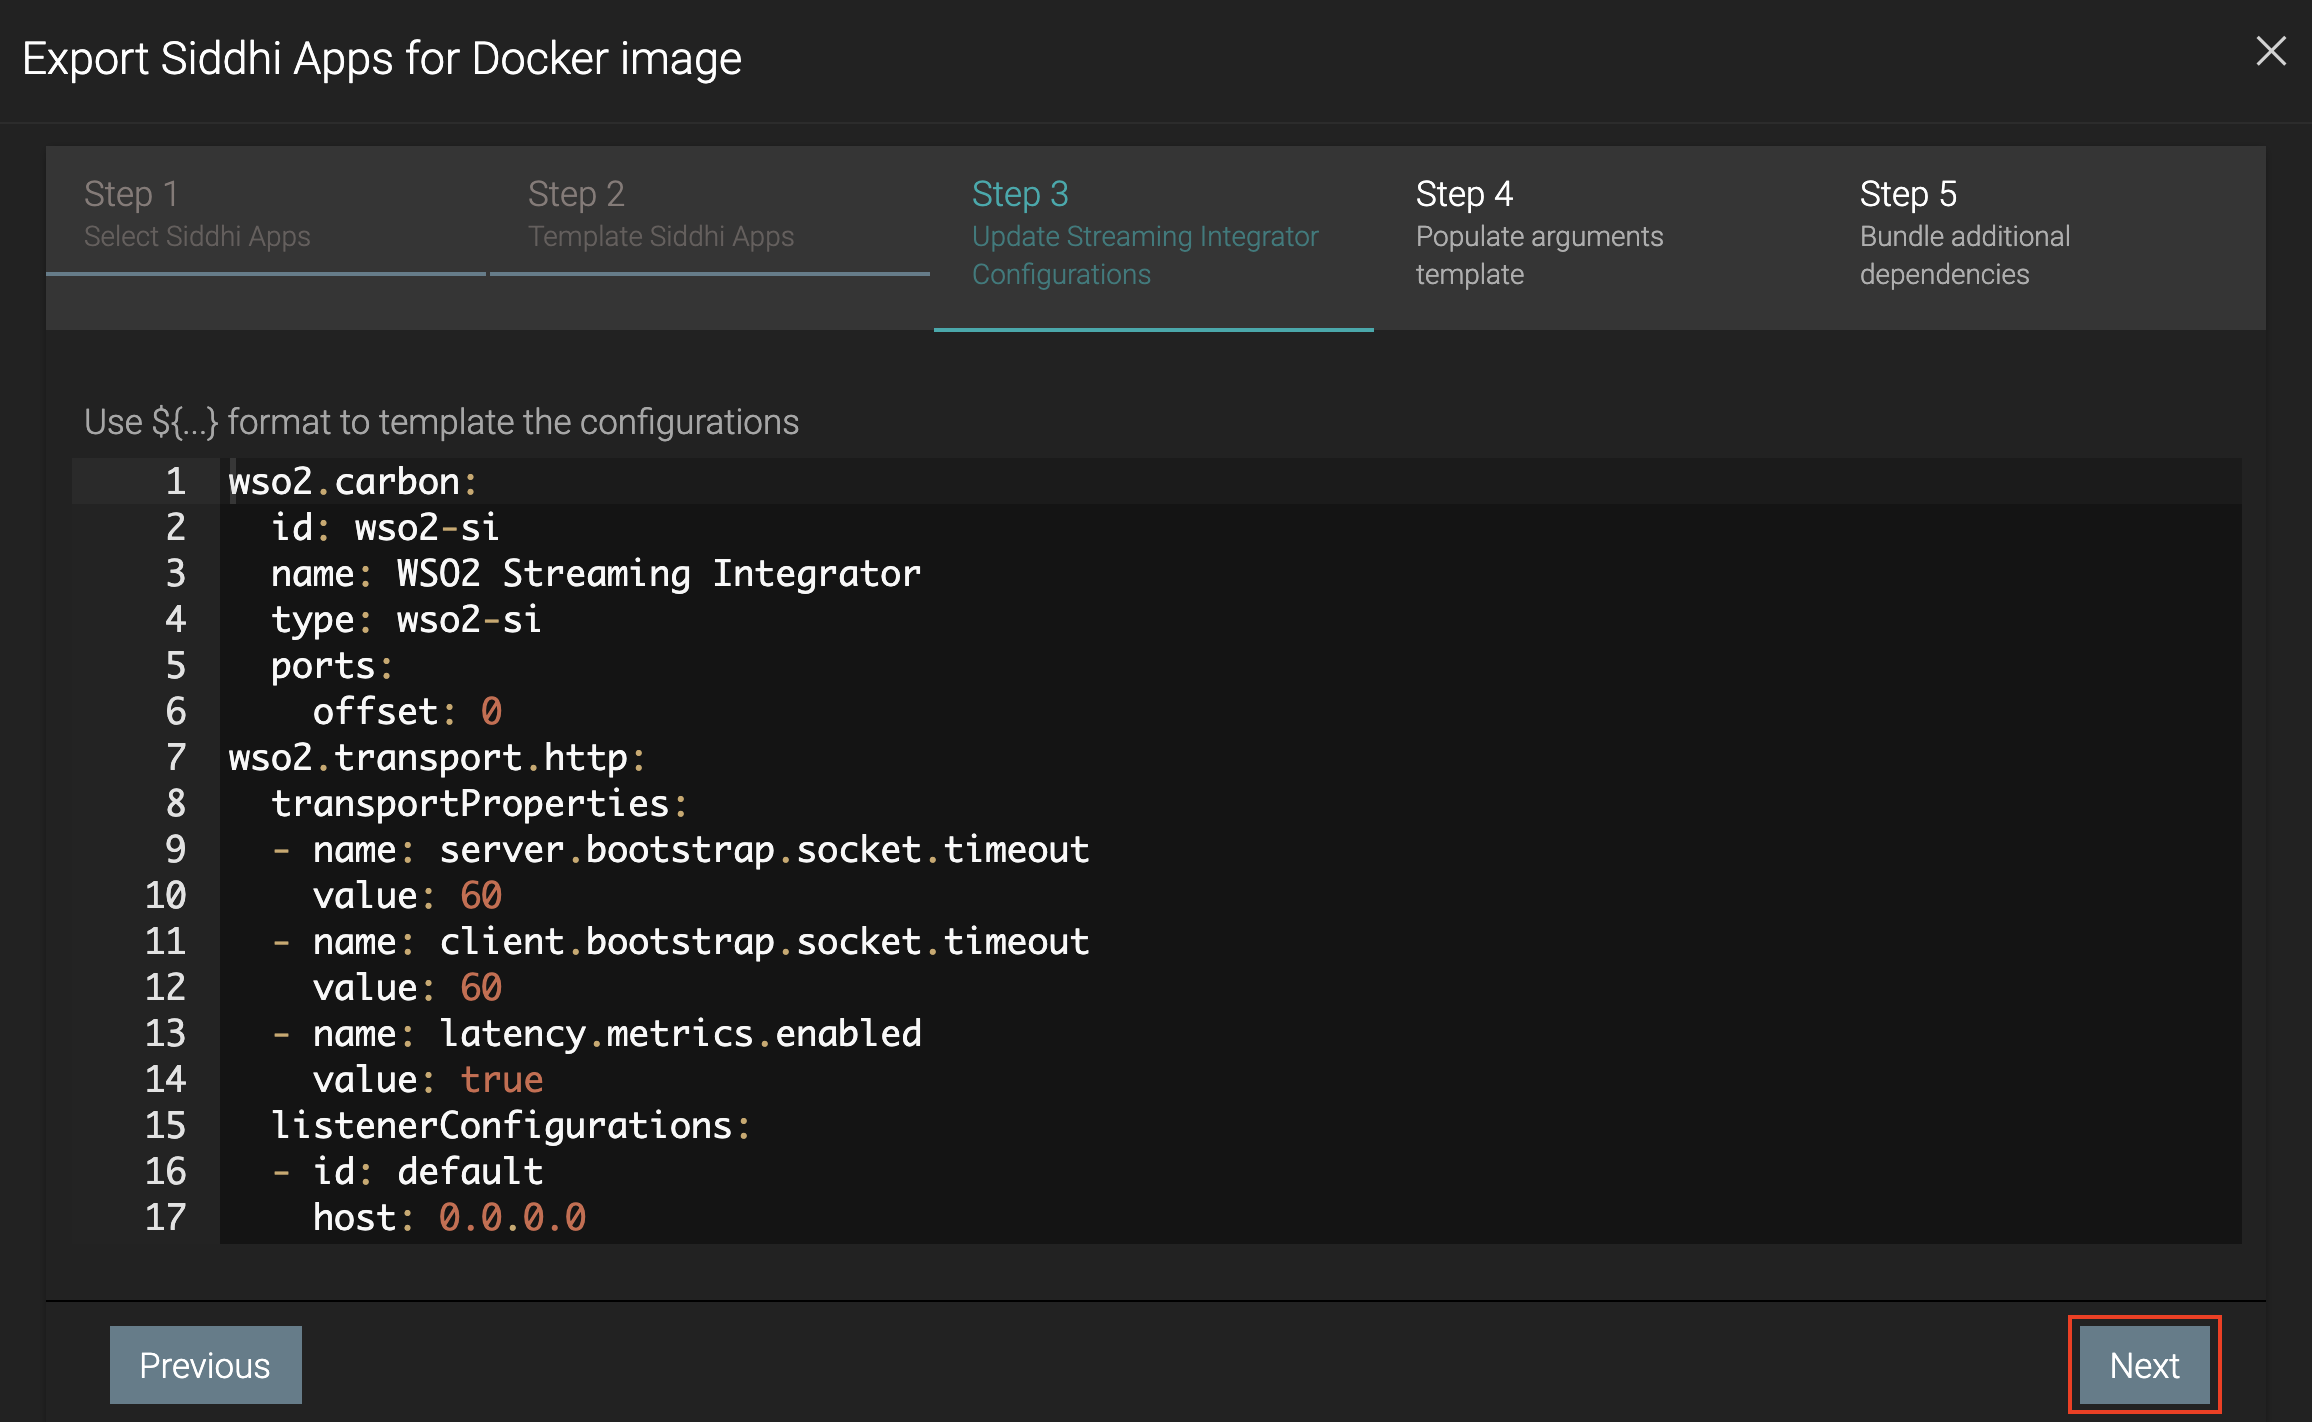 Export Siddhi Apps for Docker image
Step 1
Select Siddhi Apps
Step 2
Template Siddhi Apps
Step 3
Update Streaming Integrator
Configurations
Step 4
Populate arguments
template
Step 5
Bundle additional
dependencies
Use ${...} format to template the configurations
1 wso2.carbon:
2   id: wso2-si
3   name: WSO2 Streaming Integrator
4   type: wso2-si
5   ports:
6     offset: 0
7 wso2.transport.http:
8   transportProperties:
9   - name: server.bootstrap.socket.timeout
10     value: 60
11   - name: client.bootstrap.socket.timeout
12     value: 60
13   - name: latency.metrics.enabled
14     value: true
15   listenerConfigurations:
16   - id: default
17     host: 0.0.0.0
Previous
Next